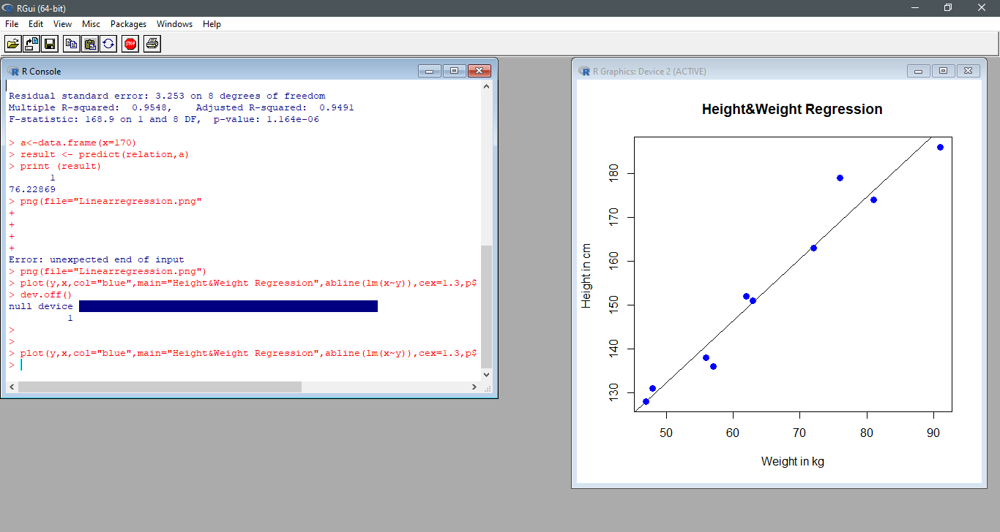 RGui (64-bit)
File Edit View Misc Packages Windows Help
STOP
R Console
Residual standard error: 3.253 on 8 degrees of freedom
Multiple R-squared:  0.9548,    Adjusted R-squared:  0.9491
F-statistic: 168.9 on 1 and 8 DF,  p-value: 1.164e-06
> a<-data.frame(x=170)
> result <- predict(relation,a)
> print (result)
1
76.22869
> png(file="Linearregression.png"
+
+
+
+
Error: unexpected end of input
> png(file="Linearregression.png")
> plot(y,x,col="blue",main="Height&Weight Regression",abline(lm(x~y)),cex=1.3,p$
> dev.off()
null device
1
>
>
> plot(y,x,col="blue",main="Height&Weight Regression",abline(lm(x~y)),cex=1.3,p$
>
R Graphics: Device 2 (ACTIVE)
Height&Weight Regression
Height in cm
180
170
160
150
140
130
50 60 70 80 90
Weight in kg